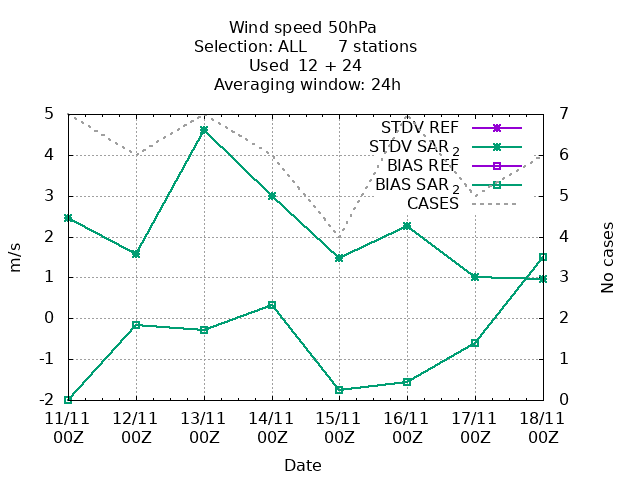 Wind speed 50hPa
Selection: ALL 7 stations
Used 12 + 24
Averaging window: 24h
5 7
STDV REF
4 6
STDV SAR 2
BIAS REF
BIAS SAR 2
CASES
3 5
2 4
1 3
0 2
-1 1
-2 0
m/s
No cases
11/11 12/11 13/11 14/11 15/11 16/11 17/11 18/11
00Z 00Z 00Z 00Z 00Z 00Z 00Z 00Z
Date